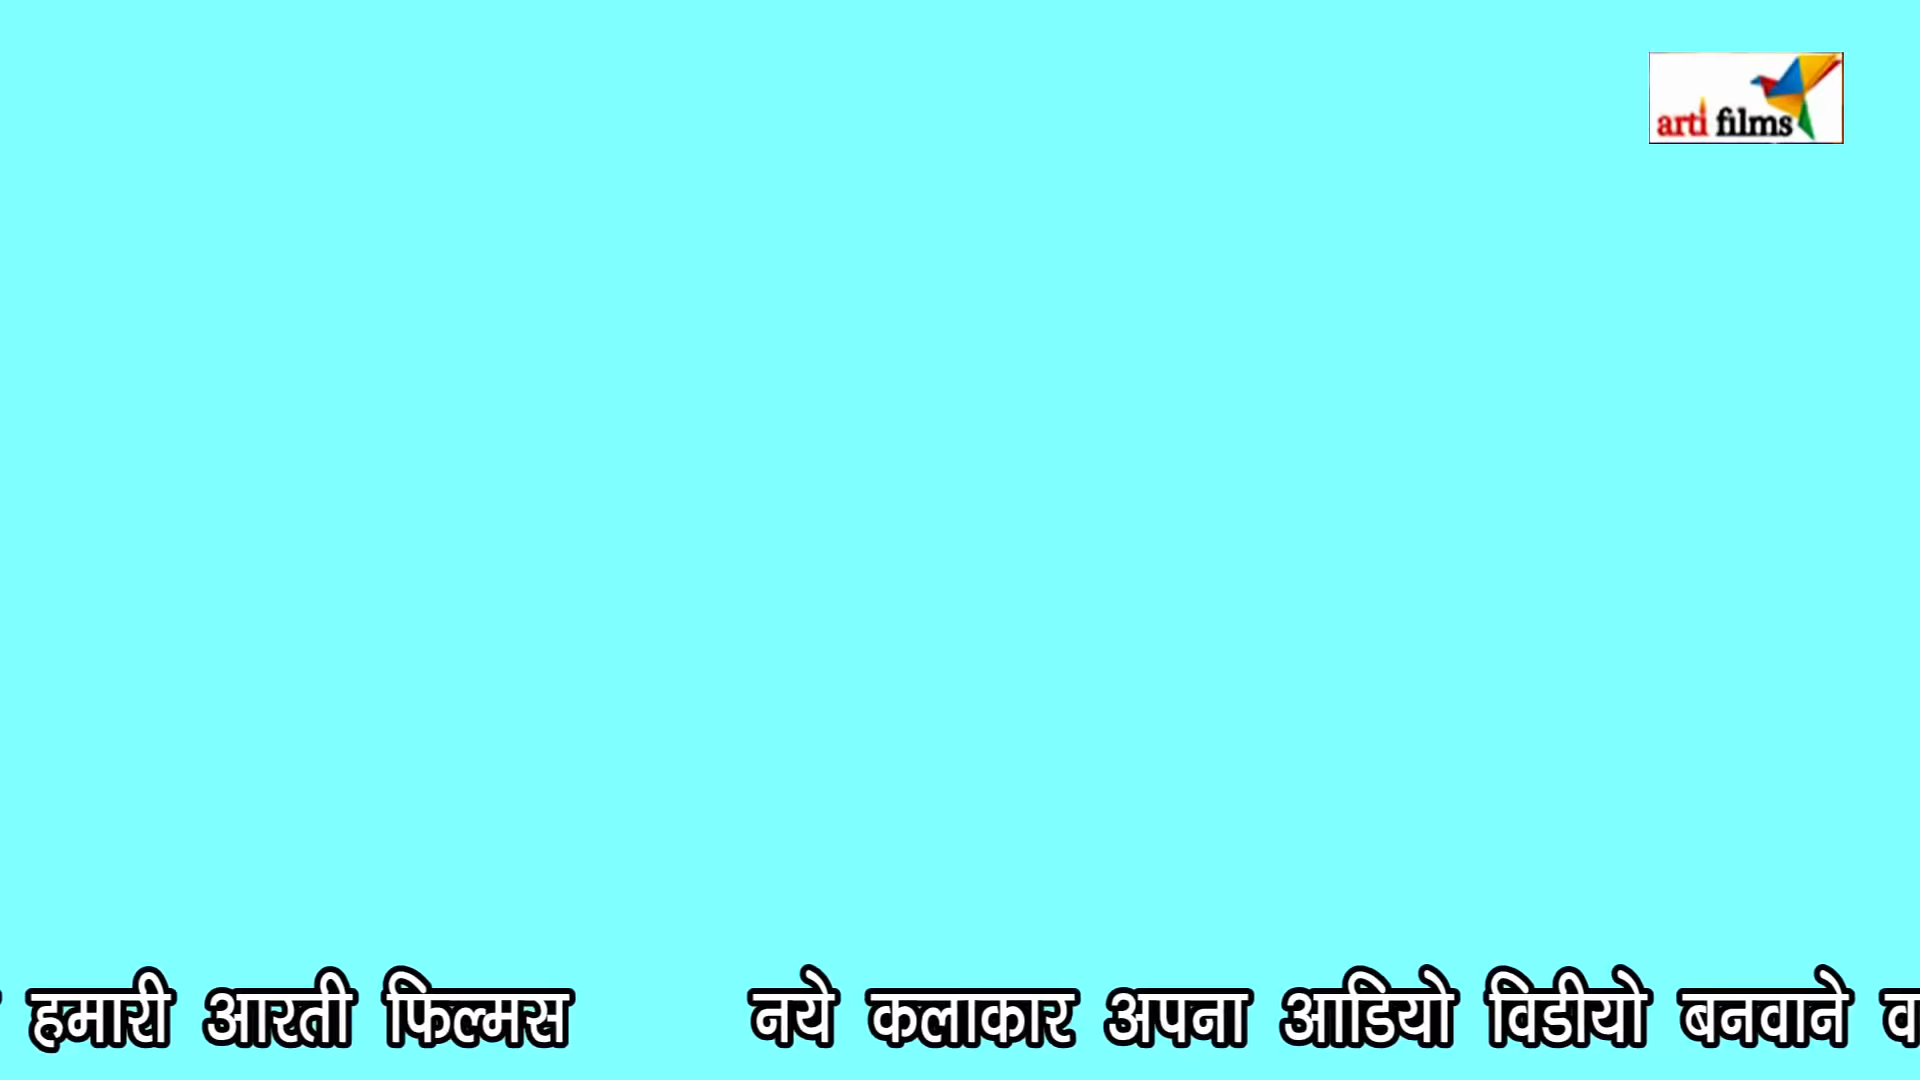 arti films
हमारी आरती फिल्मस नये कलाकार अपना आडियो विडीयो बनवाने